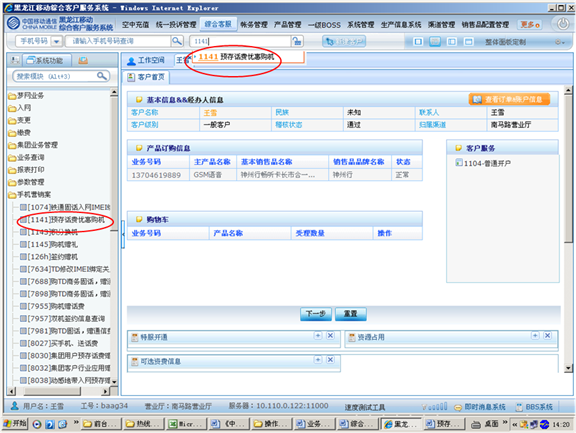 黑龙江移动综合客户服务系统 - Windows Internet Explorer
中国移动通信 CHINA MOBILE 黑龙江移动 综合客户服务系统
空中充值 统一投诉管理 综合客服 帐务管理 产品管理 一级BOSS 系统管理 生产信息系统 渠道管理 销售品配置管理 更多
手机号码 请输入手机号码查询 1141 整体面板定制
1141 预存话费优惠购机
系统功能 工作空间 王雪
搜索模块 (Alt+3)
客户首页
梦网业务
入网
变更
缴费
集团业务管理
业务查询
报表打印
参数管理
手机营销案
[1074]铁通固话入网IMEI
[1141]预存话费优惠购机
[1143]积分换机
[1145]购机赠礼
[126h]签约赠机
[7634]TD修改IMEI绑定关
[7688]购TD商务固话，赠
[7898]购TD商务固话，赠
[7955]购机赠话费
[7957]双机签约信息查询
[7981]购TD固话，赠通信
[8027]买手机、送话费
[8030]集团用户预存话费
[8032]集团客户行业应用
[8038]动感地带入网预存
基本信息&&经办人信息 查看订单&账户信息
客户名称 王雪 民族 未知 联系人 王雪
客户级别 一般客户 稽核状态 通过 归属渠道 南马路营业厅
产品订购信息
业务号码 主产品名称 基本销售品名称 销售品品牌名称 状态
13704619889 GSM语音 神州行畅听卡长市合一... 神州行 正常
客户服务
1104-普通开户
购物车
业务号码 产品名称 受理数量 操作
下一步 重置
特服开通 资源占用
可选资费信息
用户名：王雪 工号：baag34 营业厅：南马路营业厅 服务器：10.110.0.122:11000 速度测试工具 即时消息系统 BBS系统
开始 前台... 热线... Micr... 《中... 操作... 业务... 综合... 黑龙... 预存... 桌面 14:20